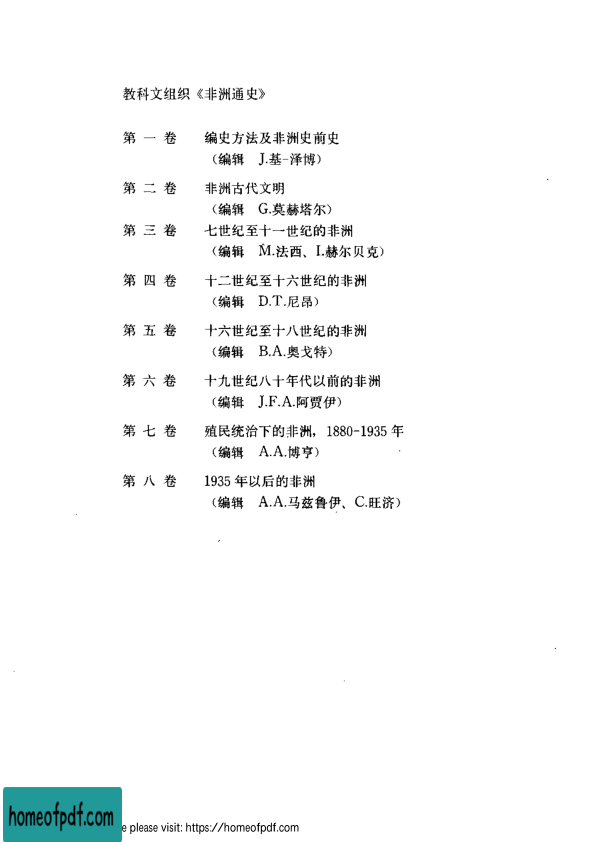 教科文组织《非洲通史》
第 一 卷 编史方法及非洲史前史
（编辑 J.基-泽博）
第 二 卷 非洲古代文明
（编辑 G.莫赫塔尔）
第 三 卷 七世纪至十一世纪的非洲
（编辑 M.法西、I.赫尔贝克）
第 四 卷 十二世纪至十六世纪的非洲
（编辑 D.T.尼昂）
第 五 卷 十六世纪至十八世纪的非洲
（编辑 B.A.奥戈特）
第 六 卷 十九世纪八十年代以前的非洲
（编辑 J.F.A.阿贾伊）
第 七 卷 殖民统治下的非洲，1880-1935 年
（编辑 A.A.博亨）
第 八 卷 1935 年以后的非洲
（编辑 A.A.马兹鲁伊、C.旺济）
homeofpdf.com
e please visit: https://homeofpdf.com